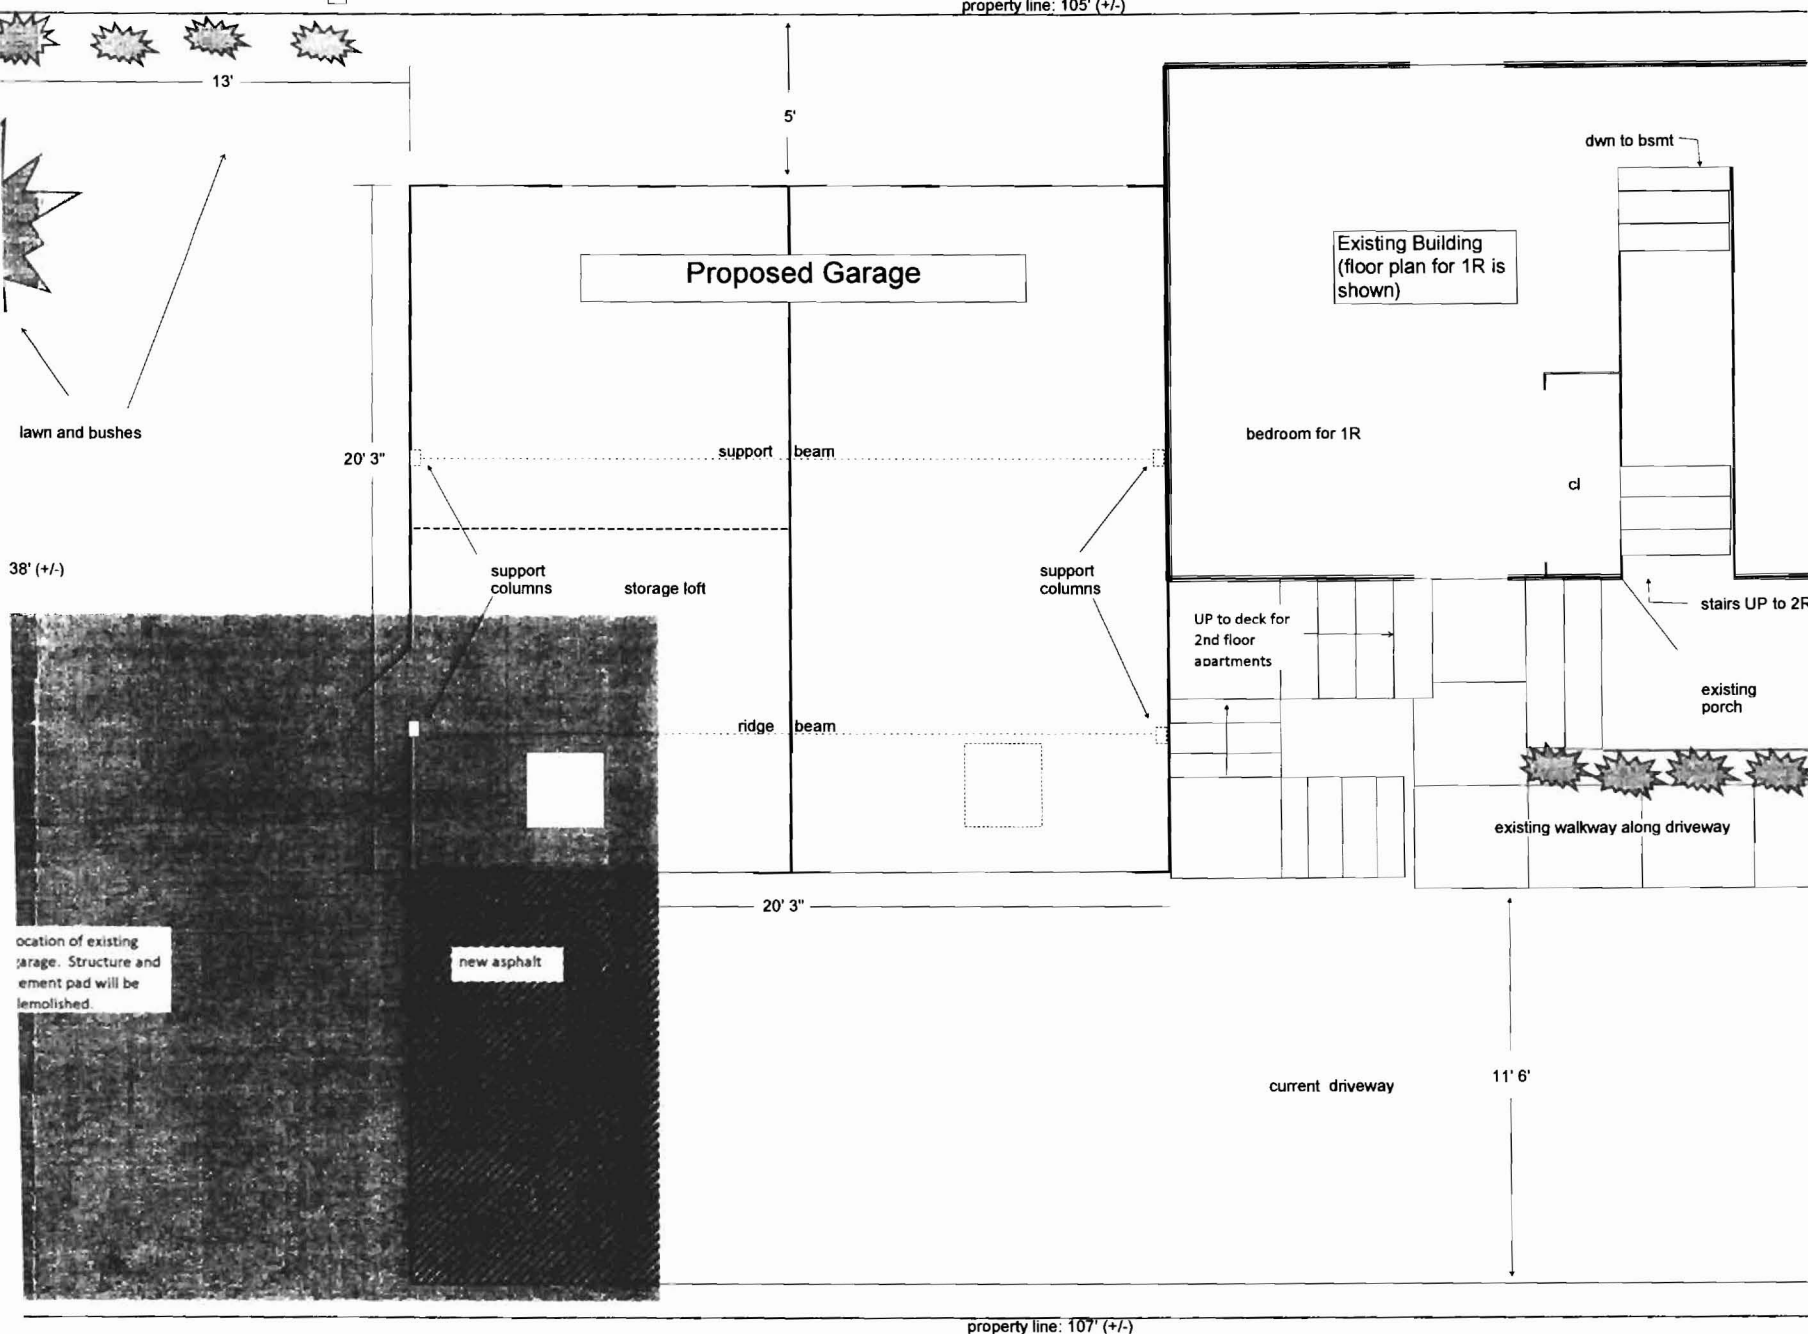 property line: 105' (+/-)
13'
5'
dwn to bsmt
Proposed Garage
Existing Building
(floor plan for 1R is
shown)
lawn and bushes
bedroom for 1R
20' 3"
support beam
cl
38' (+/-)
support
columns
storage loft
support
columns
stairs UP to 2R
UP to deck for
2nd floor
apartments
existing
porch
ridge beam
existing walkway along driveway
20' 3"
ocation of existing
arage. Structure and
ement pad will be
lemolished.
new asphalt
current driveway
11' 6'
property line: 107' (+/-)